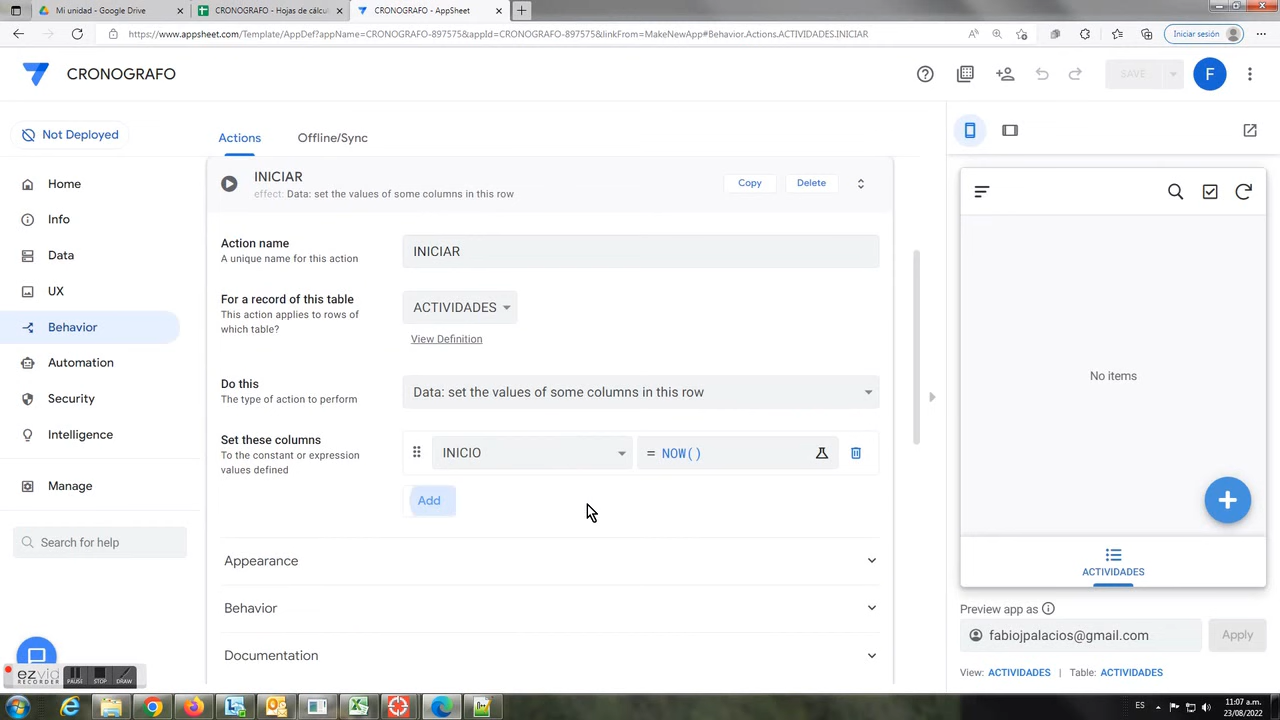 Mi unidad - Google Drive
CRONOGRAFO - Hojas de cálcu
CRONOGRAFO - AppSheet
https://www.appsheet.com/Template/AppDef?appName=CRONOGRAFO-897575&appId=CRONOGRAFO-897575&linkFrom=MakeNewApp#Behavior.Actions.ACTIVIDADES.INICIAR
Iniciar sesión
CRONOGRAFO
SAVE
F
Not Deployed
Home
Info
Data
UX
Behavior
Automation
Security
Intelligence
Manage
Search for help
Actions
Offline/Sync
INICIAR
effect: Data: set the values of some columns in this row
Copy
Delete
Action name
A unique name for this action
INICIAR
For a record of this table
This action applies to rows of
which table?
ACTIVIDADES
View Definition
Do this
The type of action to perform
Data: set the values of some columns in this row
Set these columns
To the constant or expression
values defined
INICIO
= NOW()
Add
Appearance
Behavior
Documentation
No items
ACTIVIDADES
Preview app as
fabiojpalacios@gmail.com
Apply
View: ACTIVIDADES | Table: ACTIVIDADES
ezvid
RECORDER
PAUSE
STOP
DRAW
ES
11:07 a.m.
23/08/2022